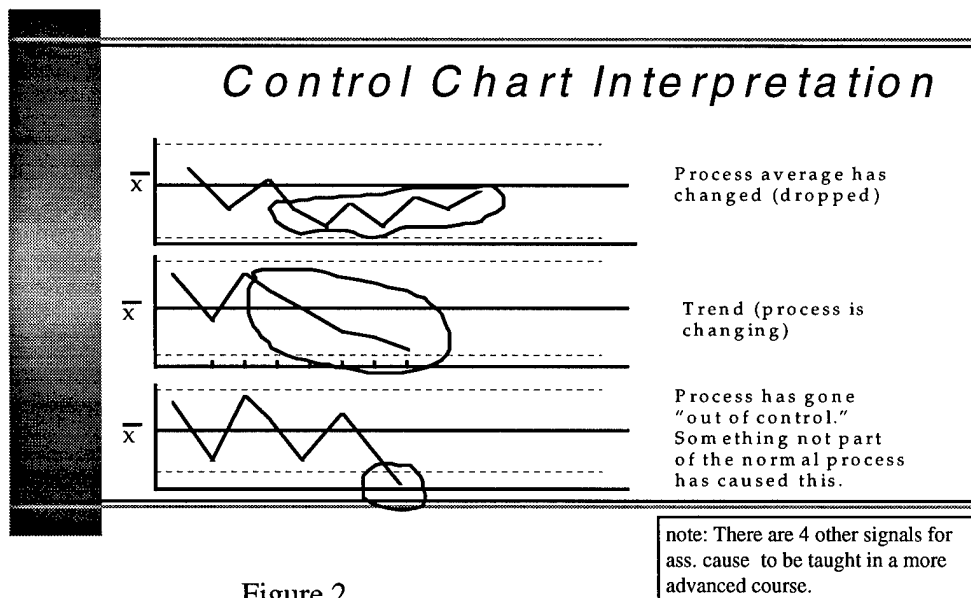 Control Chart Interpretation
x̅
Process average has
changed (dropped)
x̅
Trend (process is
changing)
x̅
Process has gone
"out of control."
Something not part
of the normal process
has caused this.
note: There are 4 other signals for
ass. cause to be taught in a more
advanced course.
Figure 2